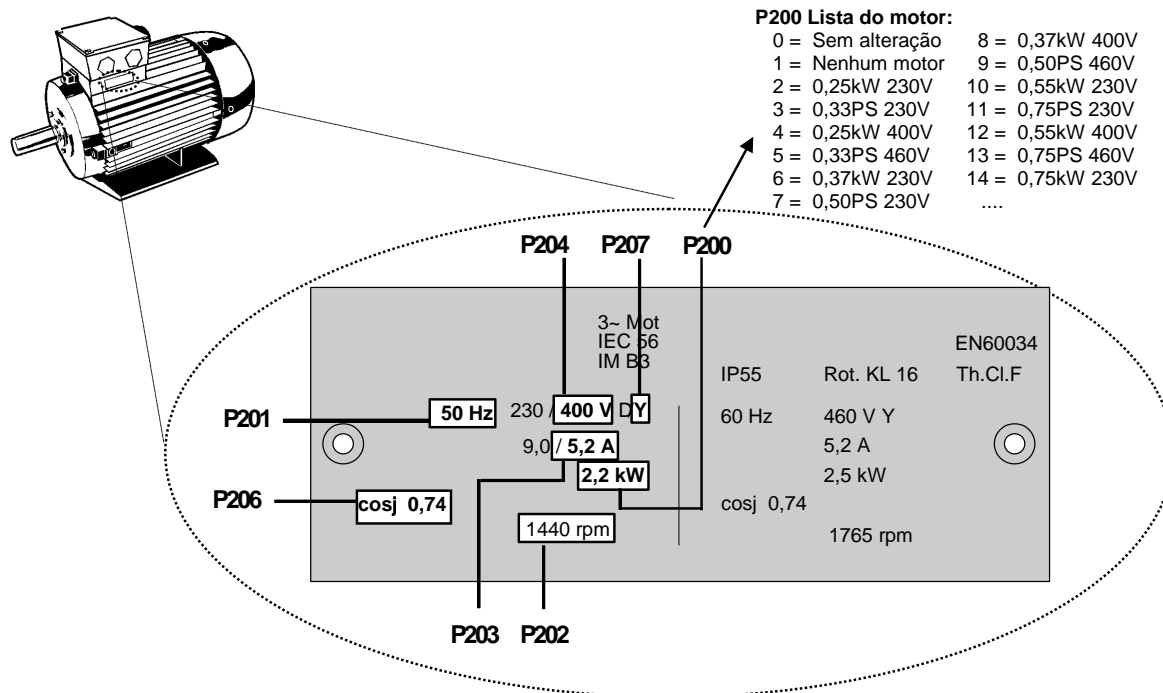 P200 Lista do motor:
0 = Sem alteração
1 = Nenhum motor
2 = 0,25kW 230V
3 = 0,33PS 230V
4 = 0,25kW 400V
5 = 0,33PS 460V
6 = 0,37kW 230V
7 = 0,50PS 230V
8 = 0,37kW 400V
9 = 0,50PS 460V
10 = 0,55kW 230V
11 = 0,75PS 230V
12 = 0,55kW 400V
13 = 0,75PS 460V
14 = 0,75kW 230V
....
P204 P207 P200
3~ Mot
IEC 56
IM B3
EN60034
IP55 Rot. KL 16 Th.Cl.F
P201
50 Hz 230 / 400 V DY
60 Hz 460 V Y
9,0 / 5,2 A
5,2 A
2,2 kW
2,5 kW
P206
cosj 0,74
cosj 0,74
1440 rpm
1765 rpm
P203 P202